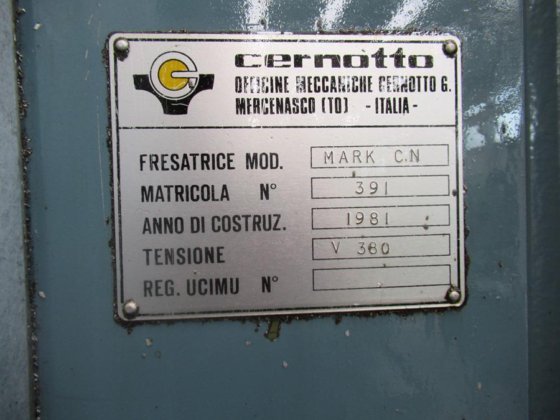 cernotto
OFFICINE MECCANICHE CERNOTTO G.
MERCENASCO (TO) - ITALIA -
FRESATRICE MOD. MARK C.N
MATRICOLA N° 391
ANNO DI COSTRUZ. 1981
TENSIONE V 380
REG. UCIMU N°